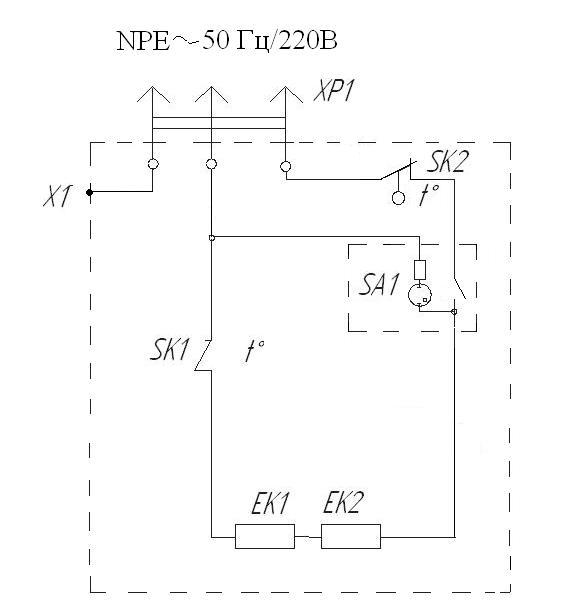 NPE~50 Гц/220В
XP1
SK2
X1
t°
SA1
SK1 t°
EK1 EK2